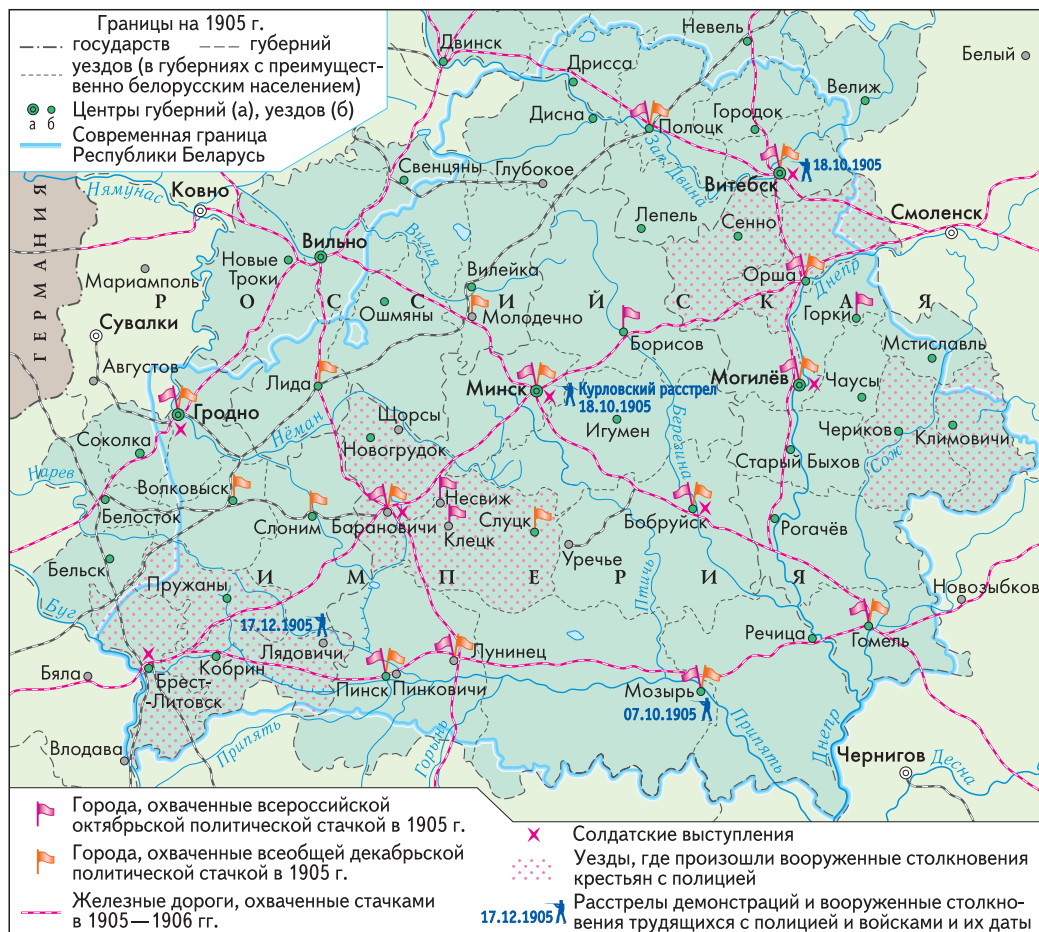 Границы на 1905 г.
государств губерний
уездов (в губерниях с преимущест-
венно белорусским населением)
Центры губерний (а), уездов (б)
а б
Современная граница
Республики Беларусь
Двинск
Невель
Белый
Дрисса
Велиж
Дисна
Городок
Полоцк
Зап. Двина
Свенцяны
Глубокое
18.10.1905
Витебск
ГЕРМАНИЯ
Нямунас
Ковно
Лепель
Сенно
Смоленск
Вильно
Вилия
Новые
Троки
Вилейка
Орша
Днепр
Мариамполь
РОССИЙСКАЯ
Ошмяны
Молодечно
Горки
Сувалки
Борисов
Мстиславль
Августов
Лида
Минск
Курловский расстрел
18.10.1905
Могилёв
Чаусы
Гродно
Неман
Щорсы
Игумен
Березина
Чериков
Климовичи
Соколка
Новогрудок
Старый Быхов
Сож
Нарев
Волковыск
Несвиж
Белосток
Слоним
Барановичи
Клецк
Слуцк
Бобруйск
Рогачёв
Уречье
Бельск
ИМПЕРИЯ
Пружаны
Птичь
Новозыбков
Буг
17.12.1905
Лядовичи
Речица
Гомель
Кобрин
Лунинец
Бяла
Брест-
-Литовск
Пинск
Пинковичи
Мозырь
07.10.1905
Влодава
Припять
Горынь
Припять
Днепр
Чернигов
Десна
Города, охваченные всероссийской
октябрьской политической стачкой в 1905 г.
Города, охваченные всеобщей декабрьской
политической стачкой в 1905 г.
Железные дороги, охваченные стачками
в 1905—1906 гг.
Солдатские выступления
Уезды, где произошли вооруженные столкновения
крестьян с полицией
17.12.1905 Расстрелы демонстраций и вооруженные столкно-
вения трудящихся с полицией и войсками и их даты